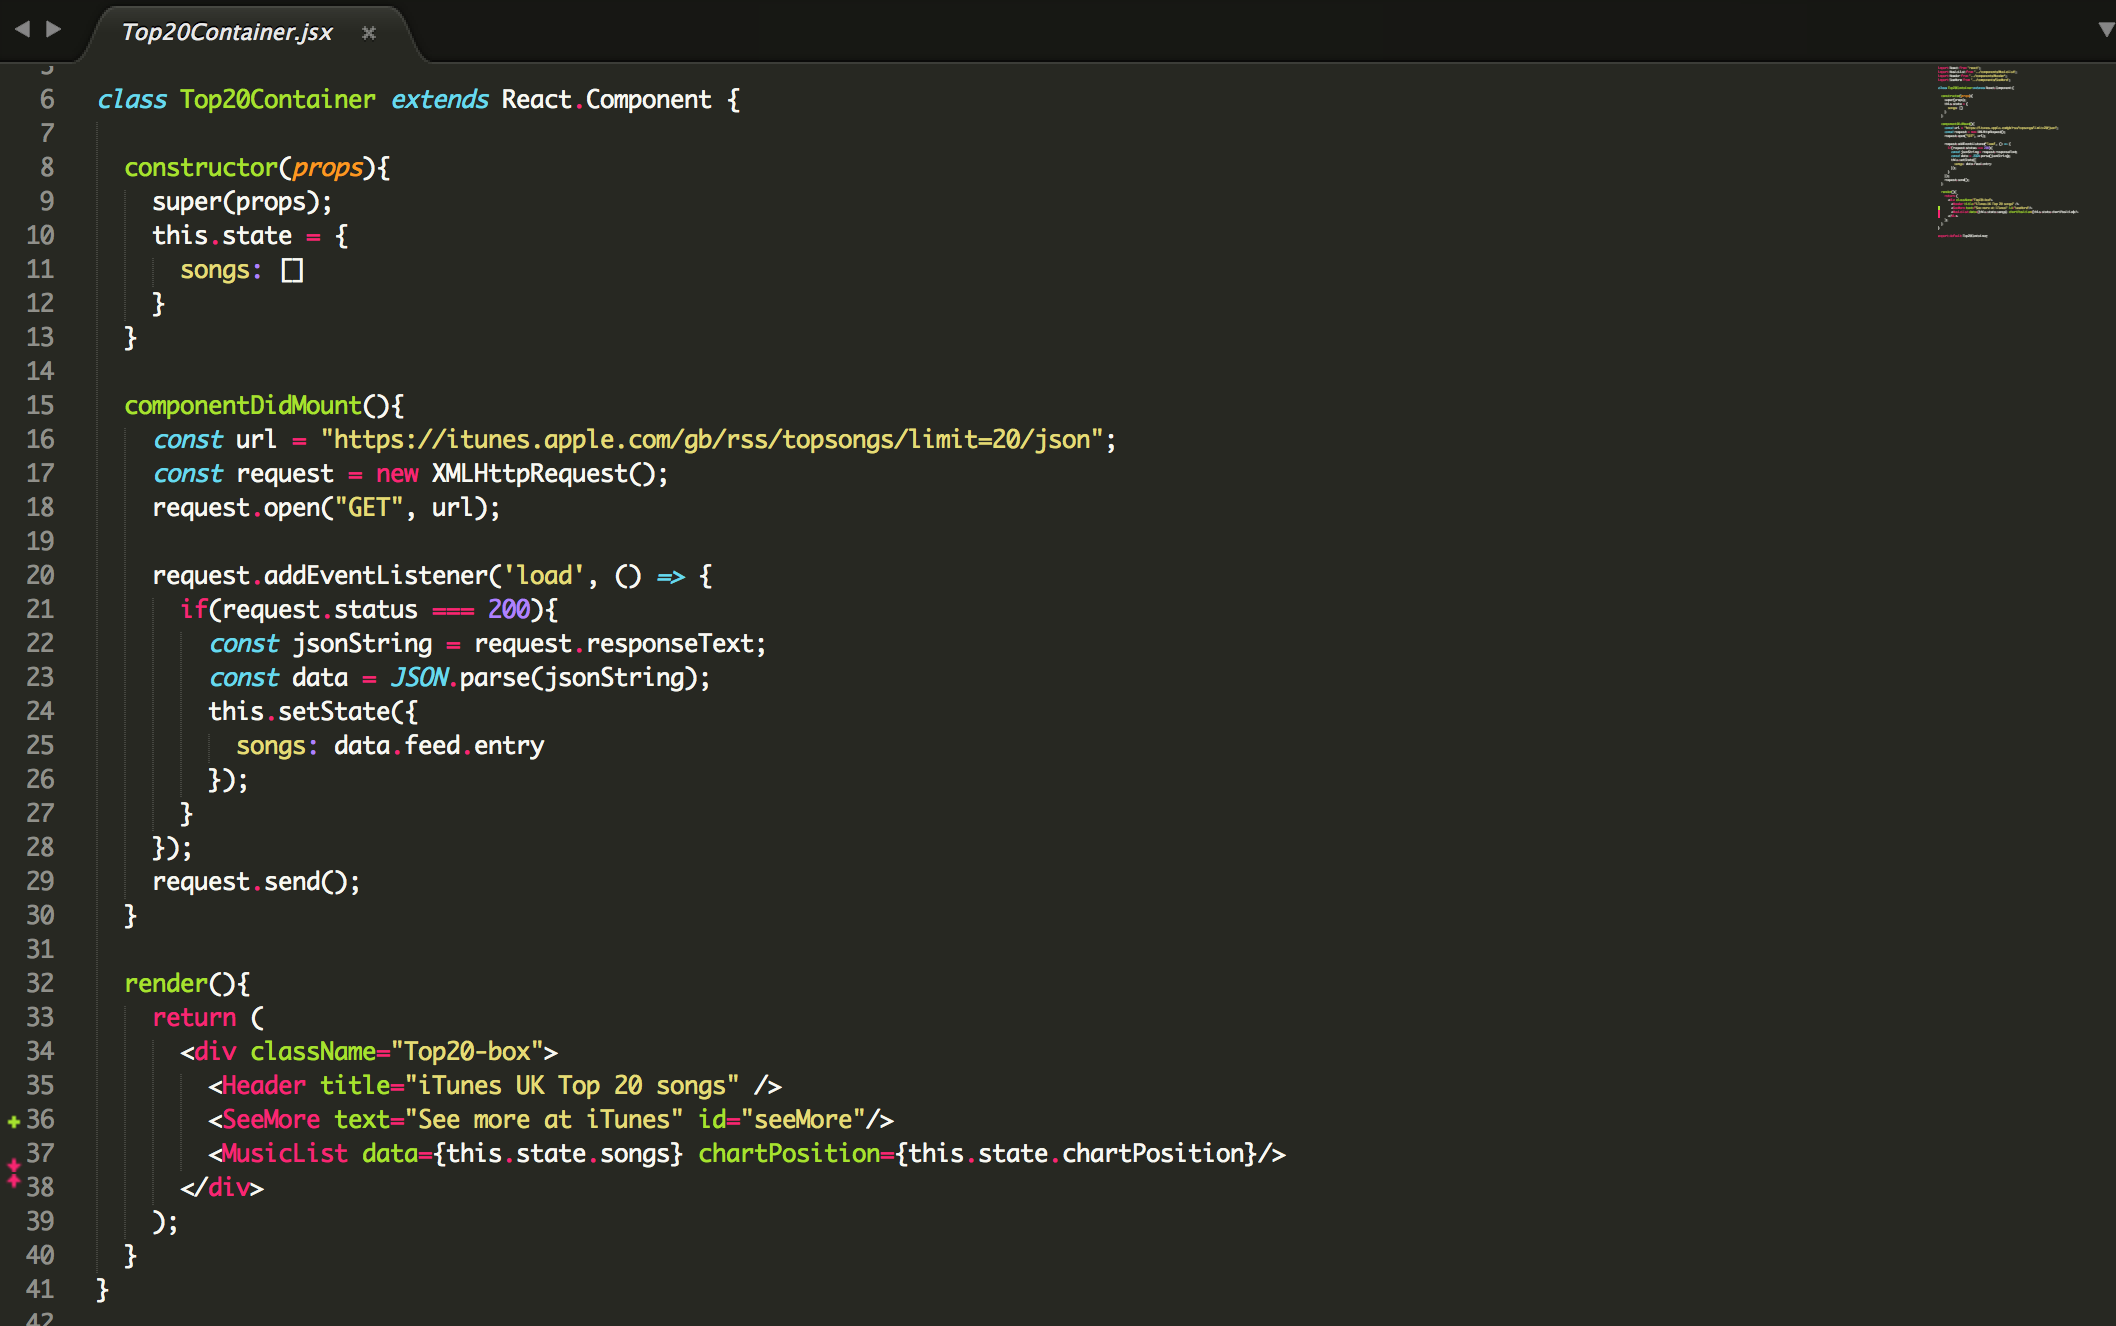 Top20Container.jsx
5
6 class Top20Container extends React.Component {
7
8   constructor(props){
9     super(props);
10     this.state = {
11       songs: []
12     }
13   }
14
15   componentDidMount(){
16     const url = "https://itunes.apple.com/gb/rss/topsongs/limit=20/json";
17     const request = new XMLHttpRequest();
18     request.open("GET", url);
19
20     request.addEventListener('load', () => {
21       if(request.status === 200){
22         const jsonString = request.responseText;
23         const data = JSON.parse(jsonString);
24         this.setState({
25           songs: data.feed.entry
26         });
27       }
28     });
29     request.send();
30   }
31
32   render(){
33     return (
34       <div className="Top20-box">
35         <Header title="iTunes UK Top 20 songs" />
36         <SeeMore text="See more at iTunes" id="seeMore"/>
37         <MusicList data={this.state.songs} chartPosition={this.state.chartPosition}/>
38       </div>
39     );
40   }
41 }
42